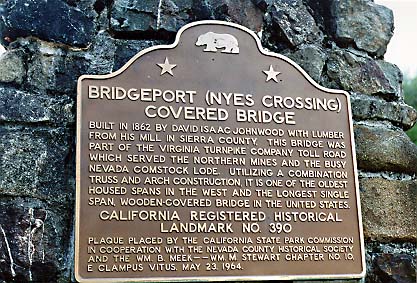 BRIDGEPORT (NYES CROSSING)
COVERED BRIDGE
BUILT IN 1862 BY DAVID ISAAC JOHNWOOD WITH LUMBER
FROM HIS MILL IN SIERRA COUNTY. THIS BRIDGE WAS
PART OF THE VIRGINIA TURNPIKE COMPANY TOLL ROAD
WHICH SERVED THE NORTHERN MINES AND THE BUSY
NEVADA COMSTOCK LODE. UTILIZING A COMBINATION
TRUSS AND ARCH CONSTRUCTION, IT IS ONE OF THE OLDEST
HOUSED SPANS IN THE WEST AND THE LONGEST SINGLE
SPAN, WOODEN-COVERED BRIDGE IN THE UNITED STATES.
CALIFORNIA REGISTERED HISTORICAL
LANDMARK NO. 390
PLAQUE PLACED BY THE CALIFORNIA STATE PARK COMMISSION
IN COOPERATION WITH THE NEVADA COUNTY HISTORICAL SOCIETY
AND THE WM. B. MEEK-WM. M. STEWART CHAPTER NO. 10,
E CLAMPUS VITUS, MAY 23, 1964.